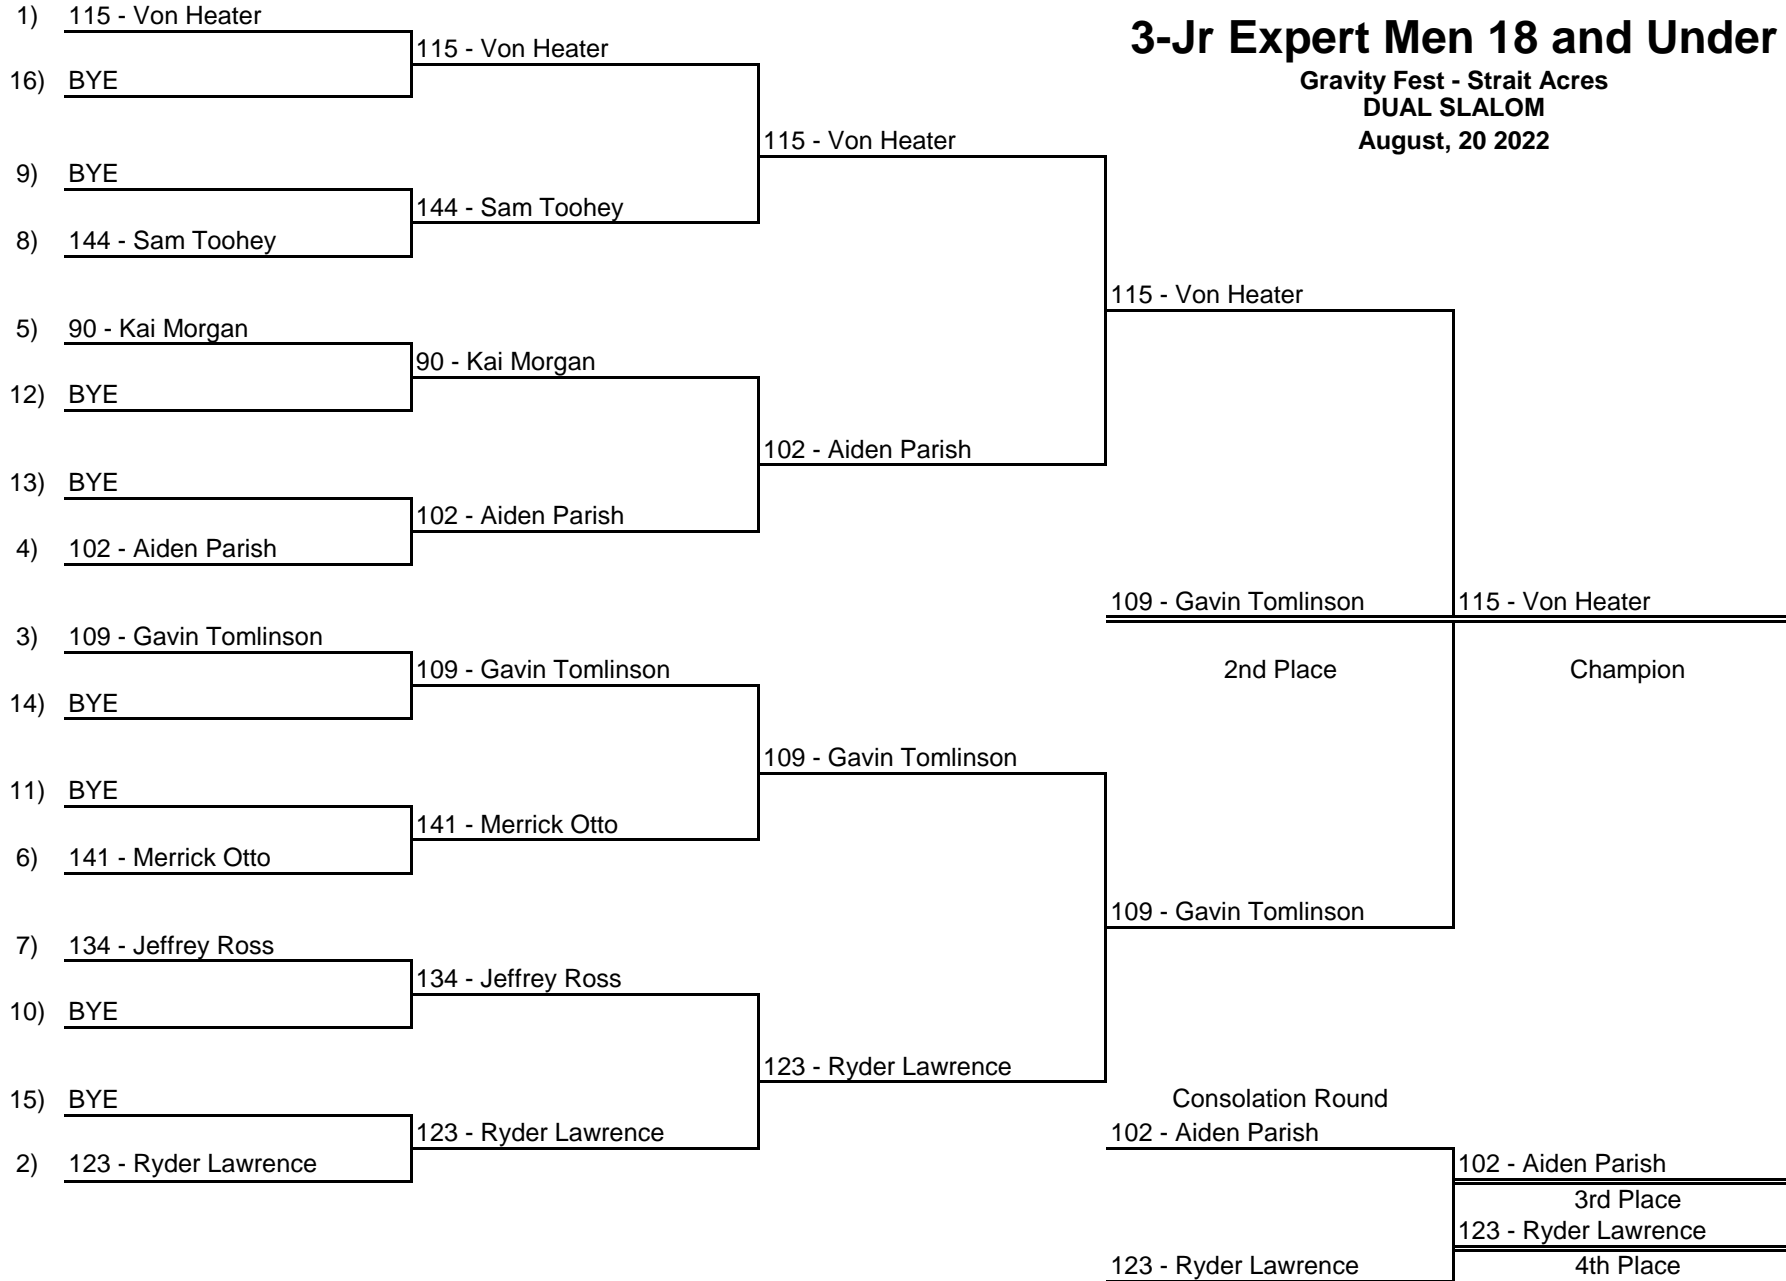 3-Jr Expert Men 18 and Under
Gravity Fest - Strait Acres
DUAL SLALOM
August, 20 2022
1) 115 - Von Heater
16) BYE
9) BYE
8) 144 - Sam Toohey
5) 90 - Kai Morgan
12) BYE
13) BYE
4) 102 - Aiden Parish
3) 109 - Gavin Tomlinson
14) BYE
11) BYE
6) 141 - Merrick Otto
7) 134 - Jeffrey Ross
10) BYE
15) BYE
2) 123 - Ryder Lawrence
115 - Von Heater
144 - Sam Toohey
90 - Kai Morgan
102 - Aiden Parish
109 - Gavin Tomlinson
141 - Merrick Otto
134 - Jeffrey Ross
123 - Ryder Lawrence
115 - Von Heater
102 - Aiden Parish
109 - Gavin Tomlinson
123 - Ryder Lawrence
115 - Von Heater
109 - Gavin Tomlinson
2nd Place
109 - Gavin Tomlinson
115 - Von Heater
Champion
Consolation Round
102 - Aiden Parish
123 - Ryder Lawrence
102 - Aiden Parish
3rd Place
123 - Ryder Lawrence
4th Place